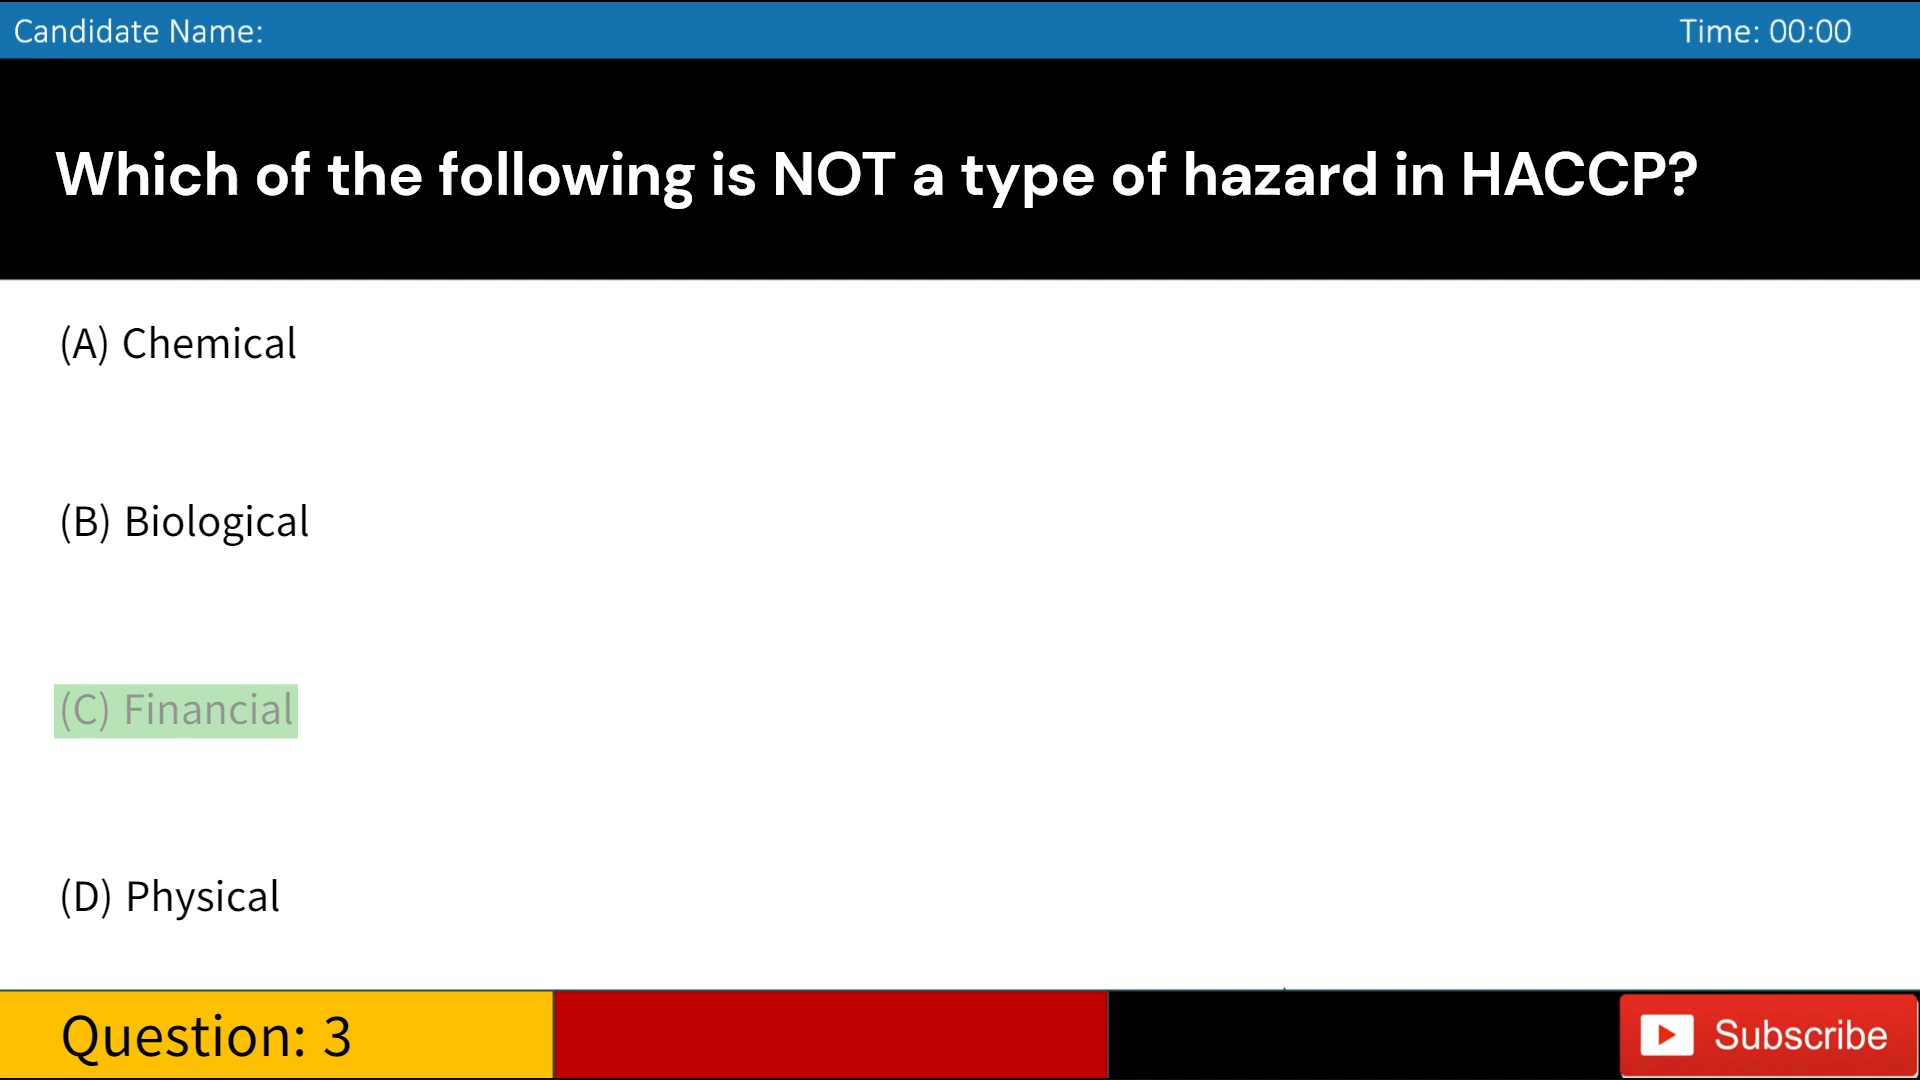 Candidate Name:
Time: 00:00
Which of the following is NOT a type of hazard in HACCP?
(A) Chemical
(B) Biological
(C) Financial
(D) Physical
Question: 3
Subscribe